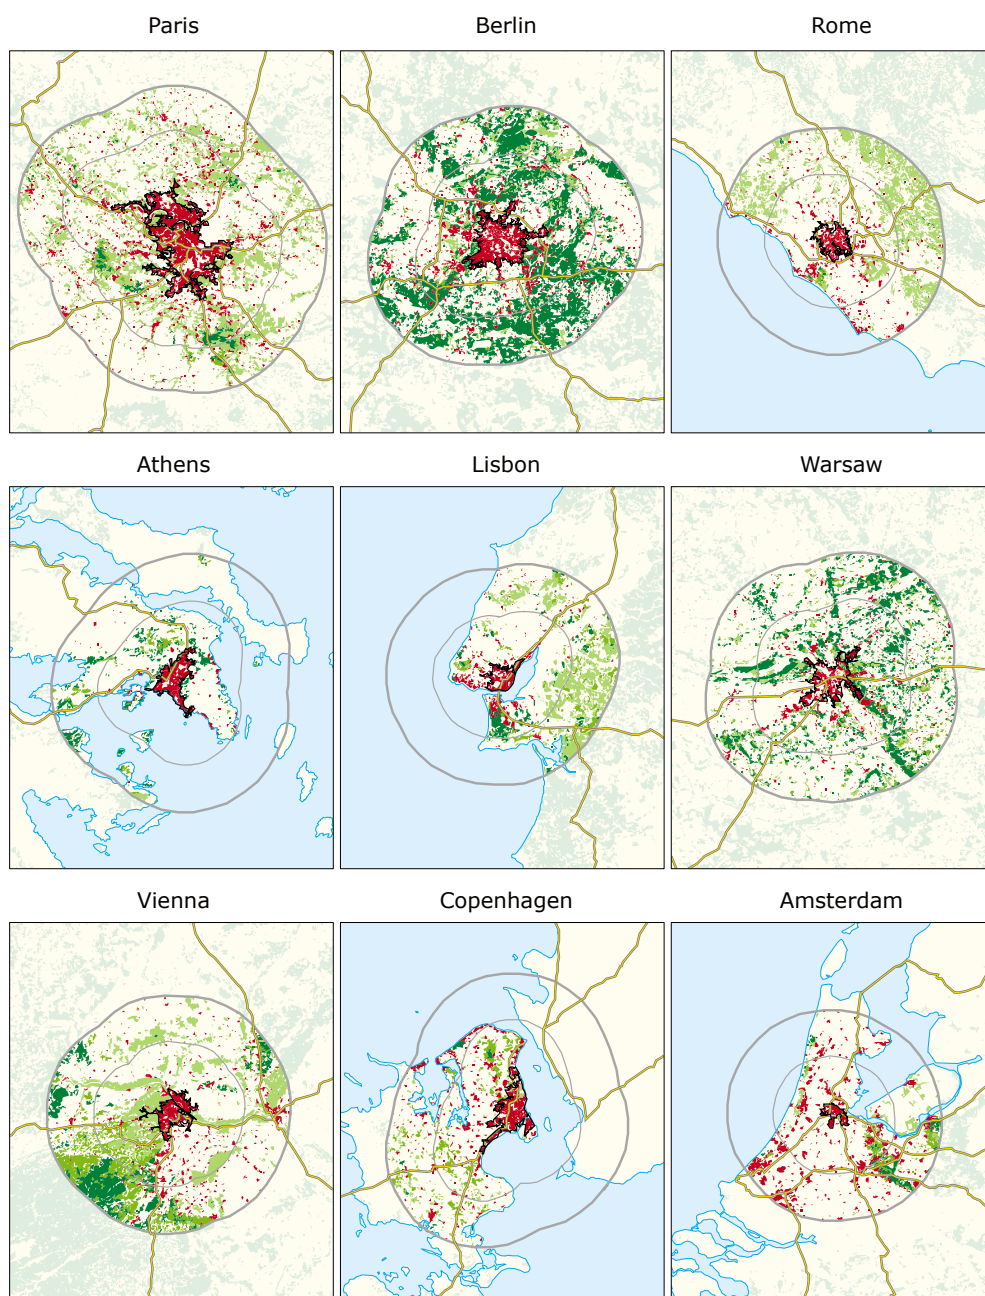 Paris
Berlin
Rome
Athens
Lisbon
Warsaw
Vienna
Copenhagen
Amsterdam